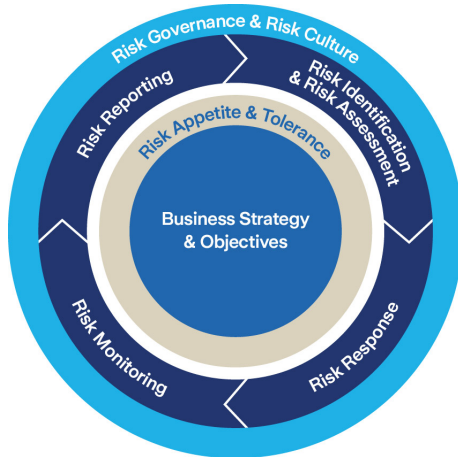 Risk Governance & Risk Culture
Risk Identification
& Risk Assessment
Risk Response
Risk Monitoring
Risk Reporting
Risk Appetite & Tolerance
Business Strategy
& Objectives